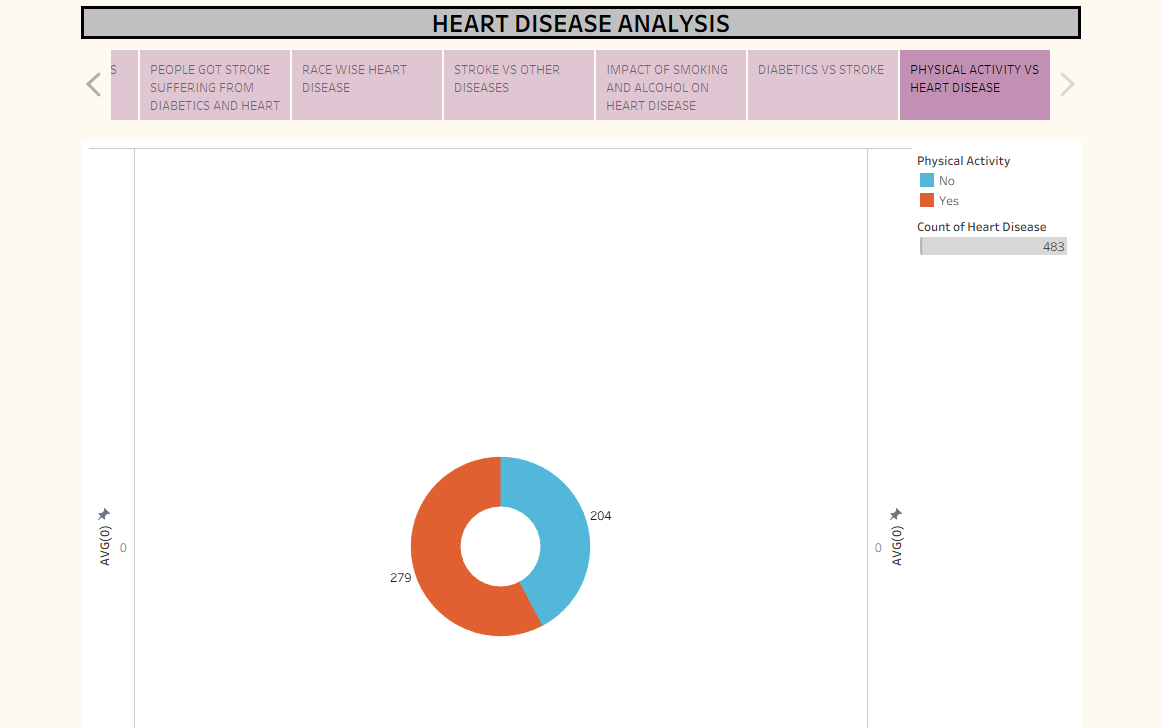 HEART DISEASE ANALYSIS
S
PEOPLE GOT STROKE
SUFFERING FROM
DIABETICS AND HEART
RACE WISE HEART
DISEASE
STROKE VS OTHER
DISEASES
IMPACT OF SMOKING
AND ALCOHOL ON
HEART DISEASE
DIABETICS VS STROKE
PHYSICAL ACTIVITY VS
HEART DISEASE
Physical Activity
No
Yes
Count of Heart Disease
483
204
279
AVG(0)
0
0
AVG(0)